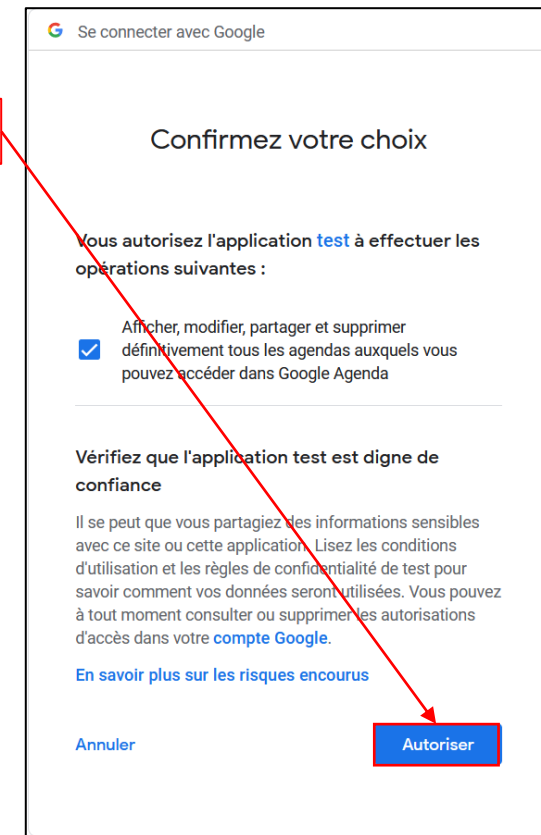 Se connecter avec Google
Confirmez votre choix
Vous autorisez l'application test à effectuer les
opérations suivantes :
Afficher, modifier, partager et supprimer
définitivement tous les agendas auxquels vous
pouvez accéder dans Google Agenda
Vérifiez que l'application test est digne de
confiance
Il se peut que vous partagiez des informations sensibles
avec ce site ou cette application. Lisez les conditions
d'utilisation et les règles de confidentialité de test pour
savoir comment vos données seront utilisées. Vous pouvez
à tout moment consulter ou supprimer les autorisations
d'accès dans votre compte Google.
En savoir plus sur les risques encourus
Annuler
Autoriser